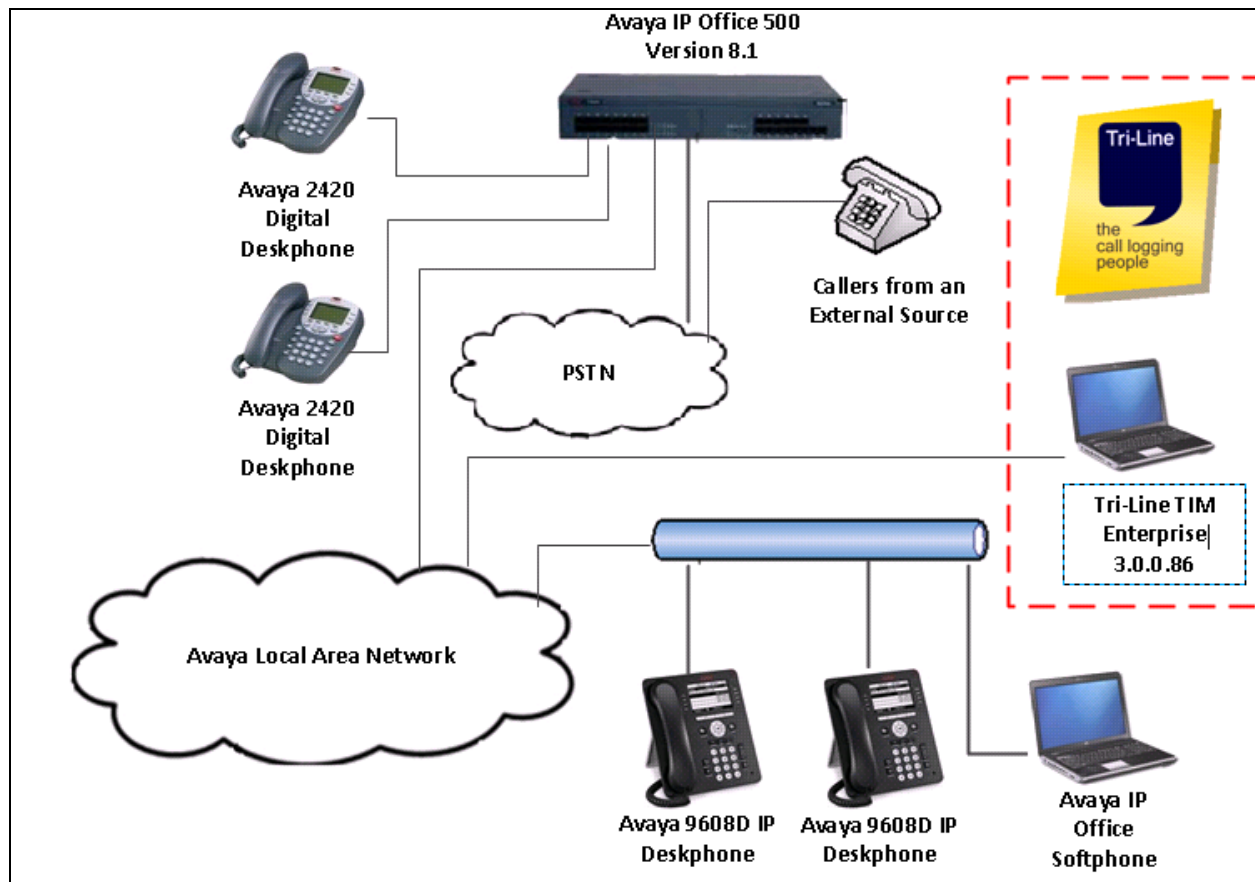 Avaya IP Office 500
Version 8.1
Tri-Line
the
call logging
people
Avaya 2420
Digital
Deskphone
Callers from an
External Source
PSTN
Avaya 2420
Digital
Deskphone
Tri-Line TIM
Enterprise
3.0.0.86
Avaya Local Area Network
Avaya 9608D IP
Deskphone
Avaya 9608D IP
Deskphone
Avaya IP
Office
Softphone